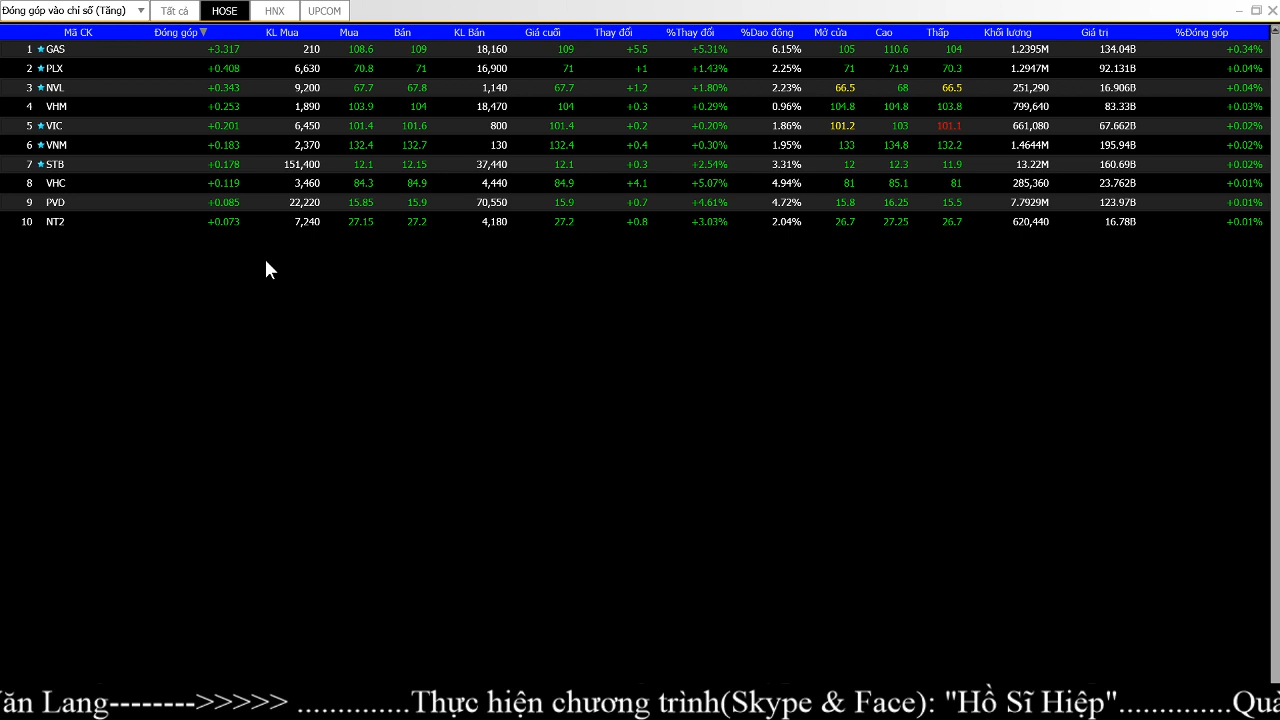 Đóng góp vào chỉ số (Tăng) Tất cả HOSE HNX UPCOM
Mã CK Đóng góp KL Mua Mua Bán KL Bán Giá cuối Thay đổi %Thay đổi %Dao động Mở cửa Cao Thấp Khối lượng Giá trị %Đóng góp
1 GAS +3.317 210 108.6 109 18,160 109 +5.5 +5.31% 6.15% 105 110.6 104 1.2395M 134.04B +0.34%
2 PLX +0.408 6,630 70.8 71 16,900 71 +1 +1.43% 2.25% 71 71.9 70.3 1.2947M 92.131B +0.04%
3 NVL +0.343 9,200 67.7 67.8 1,140 67.7 +1.2 +1.80% 2.23% 66.5 68 66.5 251,290 16.906B +0.04%
4 VHM +0.253 1,890 103.9 104 18,470 104 +0.3 +0.29% 0.96% 104.8 104.8 103.8 799,640 83.33B +0.03%
5 VIC +0.201 6,450 101.4 101.6 800 101.4 +0.2 +0.20% 1.86% 101.2 103 101.1 661,080 67.662B +0.02%
6 VNM +0.183 2,370 132.4 132.7 130 132.4 +0.4 +0.30% 1.95% 133 134.8 132.2 1.4644M 195.94B +0.02%
7 STB +0.178 151,400 12.1 12.15 37,440 12.1 +0.3 +2.54% 3.31% 12 12.3 11.9 13.22M 160.69B +0.02%
8 VHC +0.119 3,460 84.3 84.9 4,440 84.9 +4.1 +5.07% 4.94% 81 85.1 81 285,360 23.762B +0.01%
9 PVD +0.085 22,220 15.85 15.9 70,550 15.9 +0.7 +4.61% 4.72% 15.8 16.25 15.5 7.7929M 123.97B +0.01%
10 NT2 +0.073 7,240 27.15 27.2 4,180 27.2 +0.8 +3.03% 2.04% 26.7 27.25 26.7 620,440 16.78B +0.01%
Văn Lang-------->>>>> ..............Thực hiện chương trình(Skype & Face): "Hồ Sĩ Hiệp"..............Quà